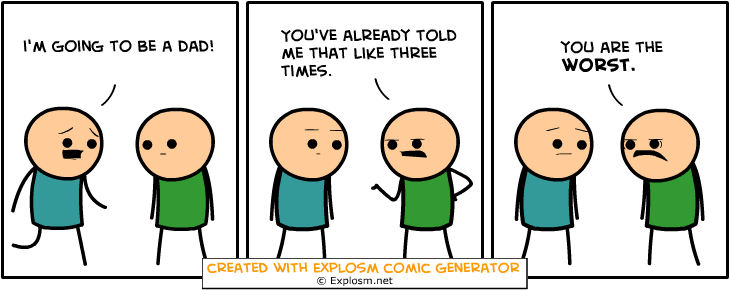 I'M GOING TO BE A DAD!
YOU'VE ALREADY TOLD
ME THAT LIKE THREE
TIMES.
YOU ARE THE
WORST.
CREATED WITH EXPLOSM COMIC GENERATOR
© Explosm.net